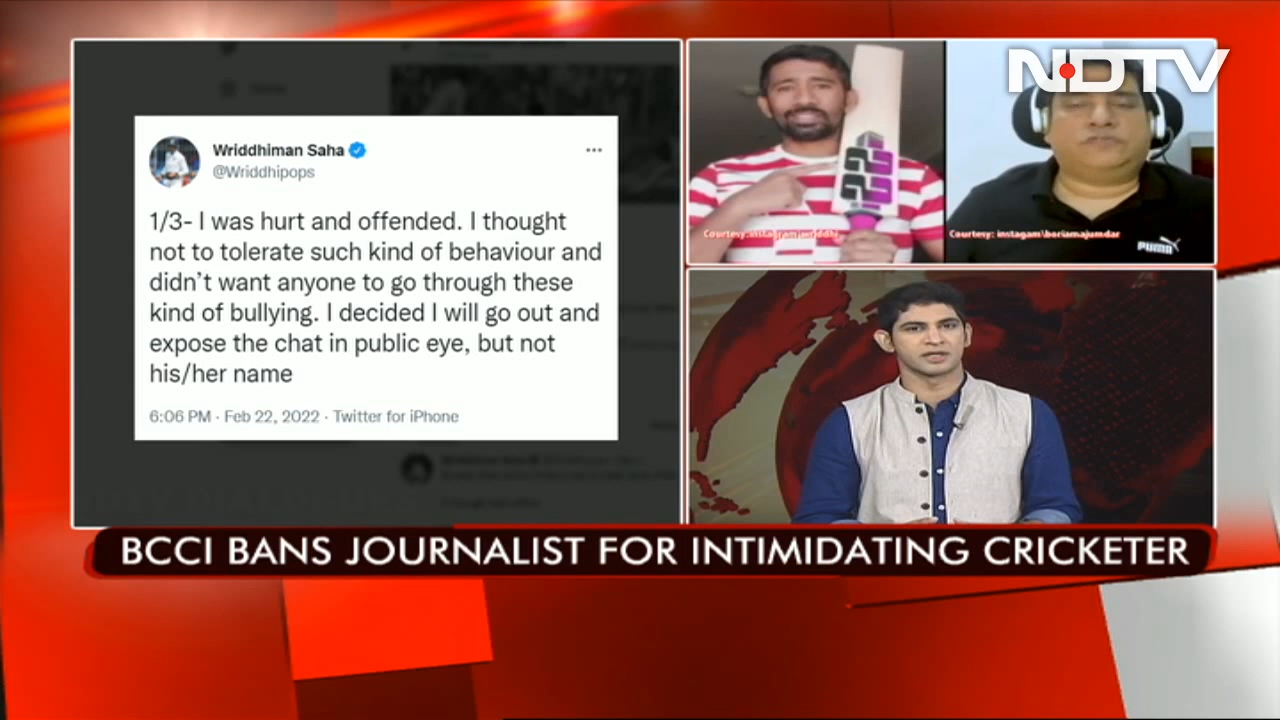 NDTV
Wriddhiman Saha
@Wriddhipops
1/3- I was hurt and offended. I thought
not to tolerate such kind of behaviour and
didn't want anyone to go through these
kind of bullying. I decided I will go out and
expose the chat in public eye, but not
his/her name
6:06 PM · Feb 22, 2022 · Twitter for iPhone
Courtesy: instagam\boriamajumdar
PUMA
BCCI BANS JOURNALIST FOR INTIMIDATING CRICKETER